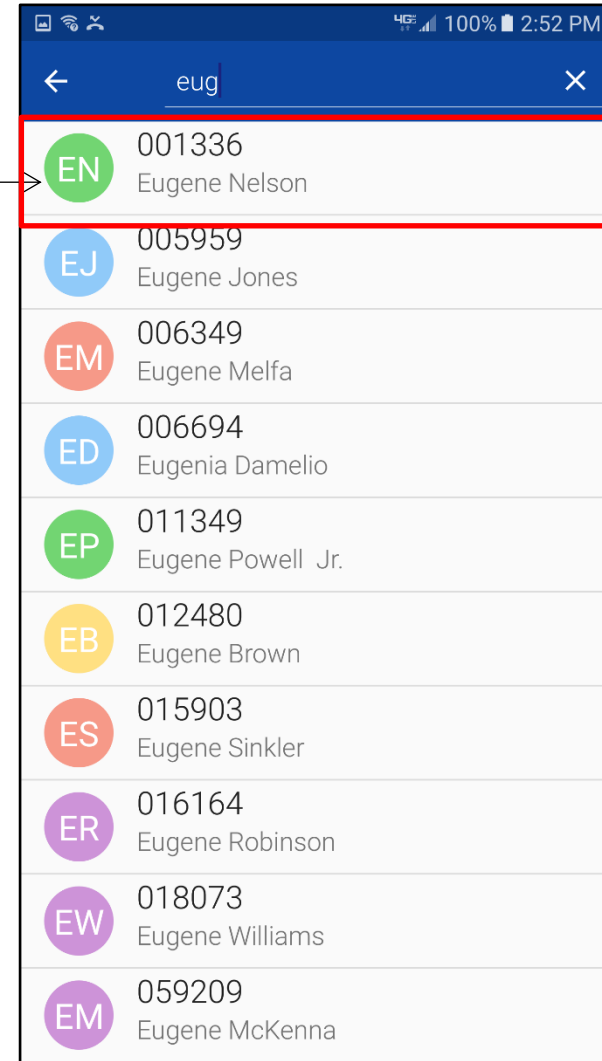 4G 100% 2:52 PM
eug
EN
001336
Eugene Nelson
EJ
005959
Eugene Jones
EM
006349
Eugene Melfa
ED
006694
Eugenia Damelio
EP
011349
Eugene Powell Jr.
EB
012480
Eugene Brown
ES
015903
Eugene Sinkler
ER
016164
Eugene Robinson
EW
018073
Eugene Williams
EM
059209
Eugene McKenna